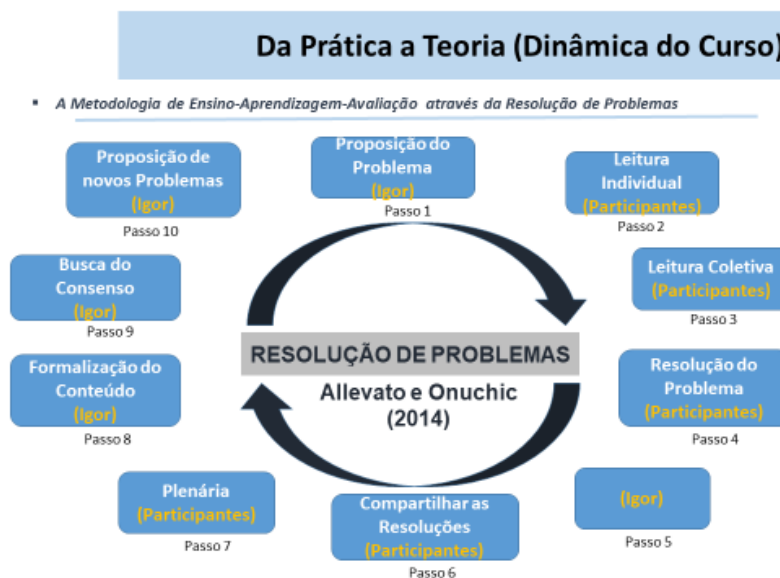 Da Prática a Teoria (Dinâmica do Curso)
▪ A Metodologia de Ensino-Aprendizagem-Avaliação através da Resolução de Problemas
Proposição do
Problema
(Igor)
Passo 1
Leitura
Individual
(Participantes)
Passo 2
Leitura Coletiva
(Participantes)
Passo 3
Resolução do
Problema
(Participantes)
Passo 4
(Igor)
Passo 5
Compartilhar as
Resoluções
(Participantes)
Passo 6
Plenária
(Participantes)
Passo 7
Formalização do
Conteúdo
(Igor)
Passo 8
Busca do
Consenso
(Igor)
Passo 9
Proposição de
novos Problemas
(Igor)
Passo 10
RESOLUÇÃO DE PROBLEMAS
Allevato e Onuchic
(2014)